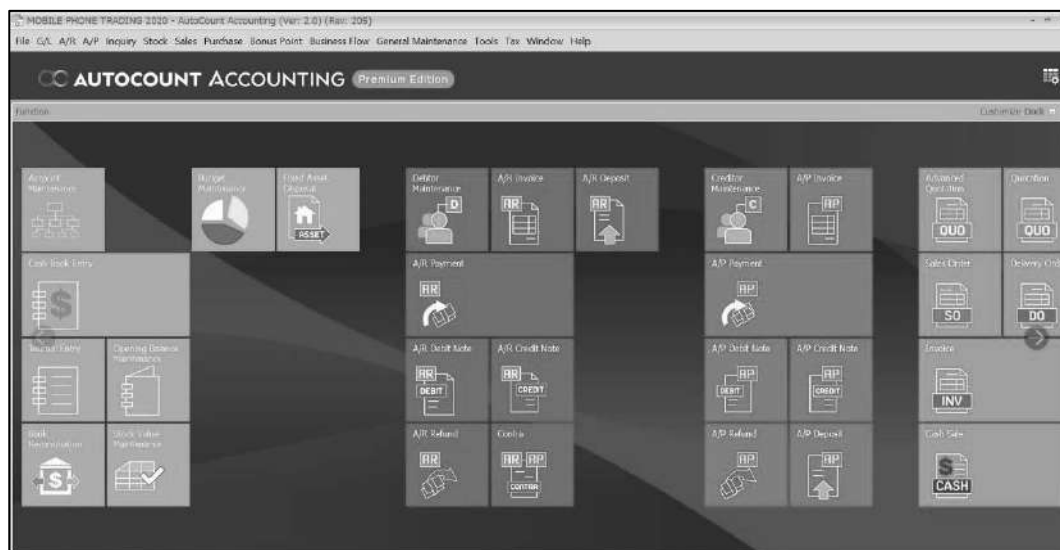 MOBILE PHONE TRADING 2020 - AutoCount Accounting (Ver: 2.0) (Rev: 205)
File G/L A/R A/P Inquiry Stock Sales Purchase Bonus Point Business Flow General Maintenance Tools Tax Window Help
AUTOCOUNT ACCOUNTING Premium Edition
Function Customize Dock
Account
Maintenance
Budget
Maintenance
Fixed Asset
Disposal
ASSET
Debtor
Maintenance
D
A/R Invoice
AR
A/R Deposit
AR
Creditor
Maintenance
C
A/P Invoice
AP
Advanced
Quotation
QUO
Quotation
QUO
Cash Book Entry
$
A/R Payment
AR
A/P Payment
AP
Sales Order
SO
Delivery Ord
DO
Journal Entry
Opening Balance
Maintenance
A/R Debit Note
AR
DEBIT
A/R Credit Note
AR
CREDIT
A/P Debit Note
AP
DEBIT
A/P Credit Note
AP
CREDIT
Invoice
INV
Bank
Reconciliation
$
Stock Value
Maintenance
A/R Refund
AR
Contra
AR-AP
CONTRA
A/P Refund
AP
A/P Deposit
AP
Cash Sale
$
CASH